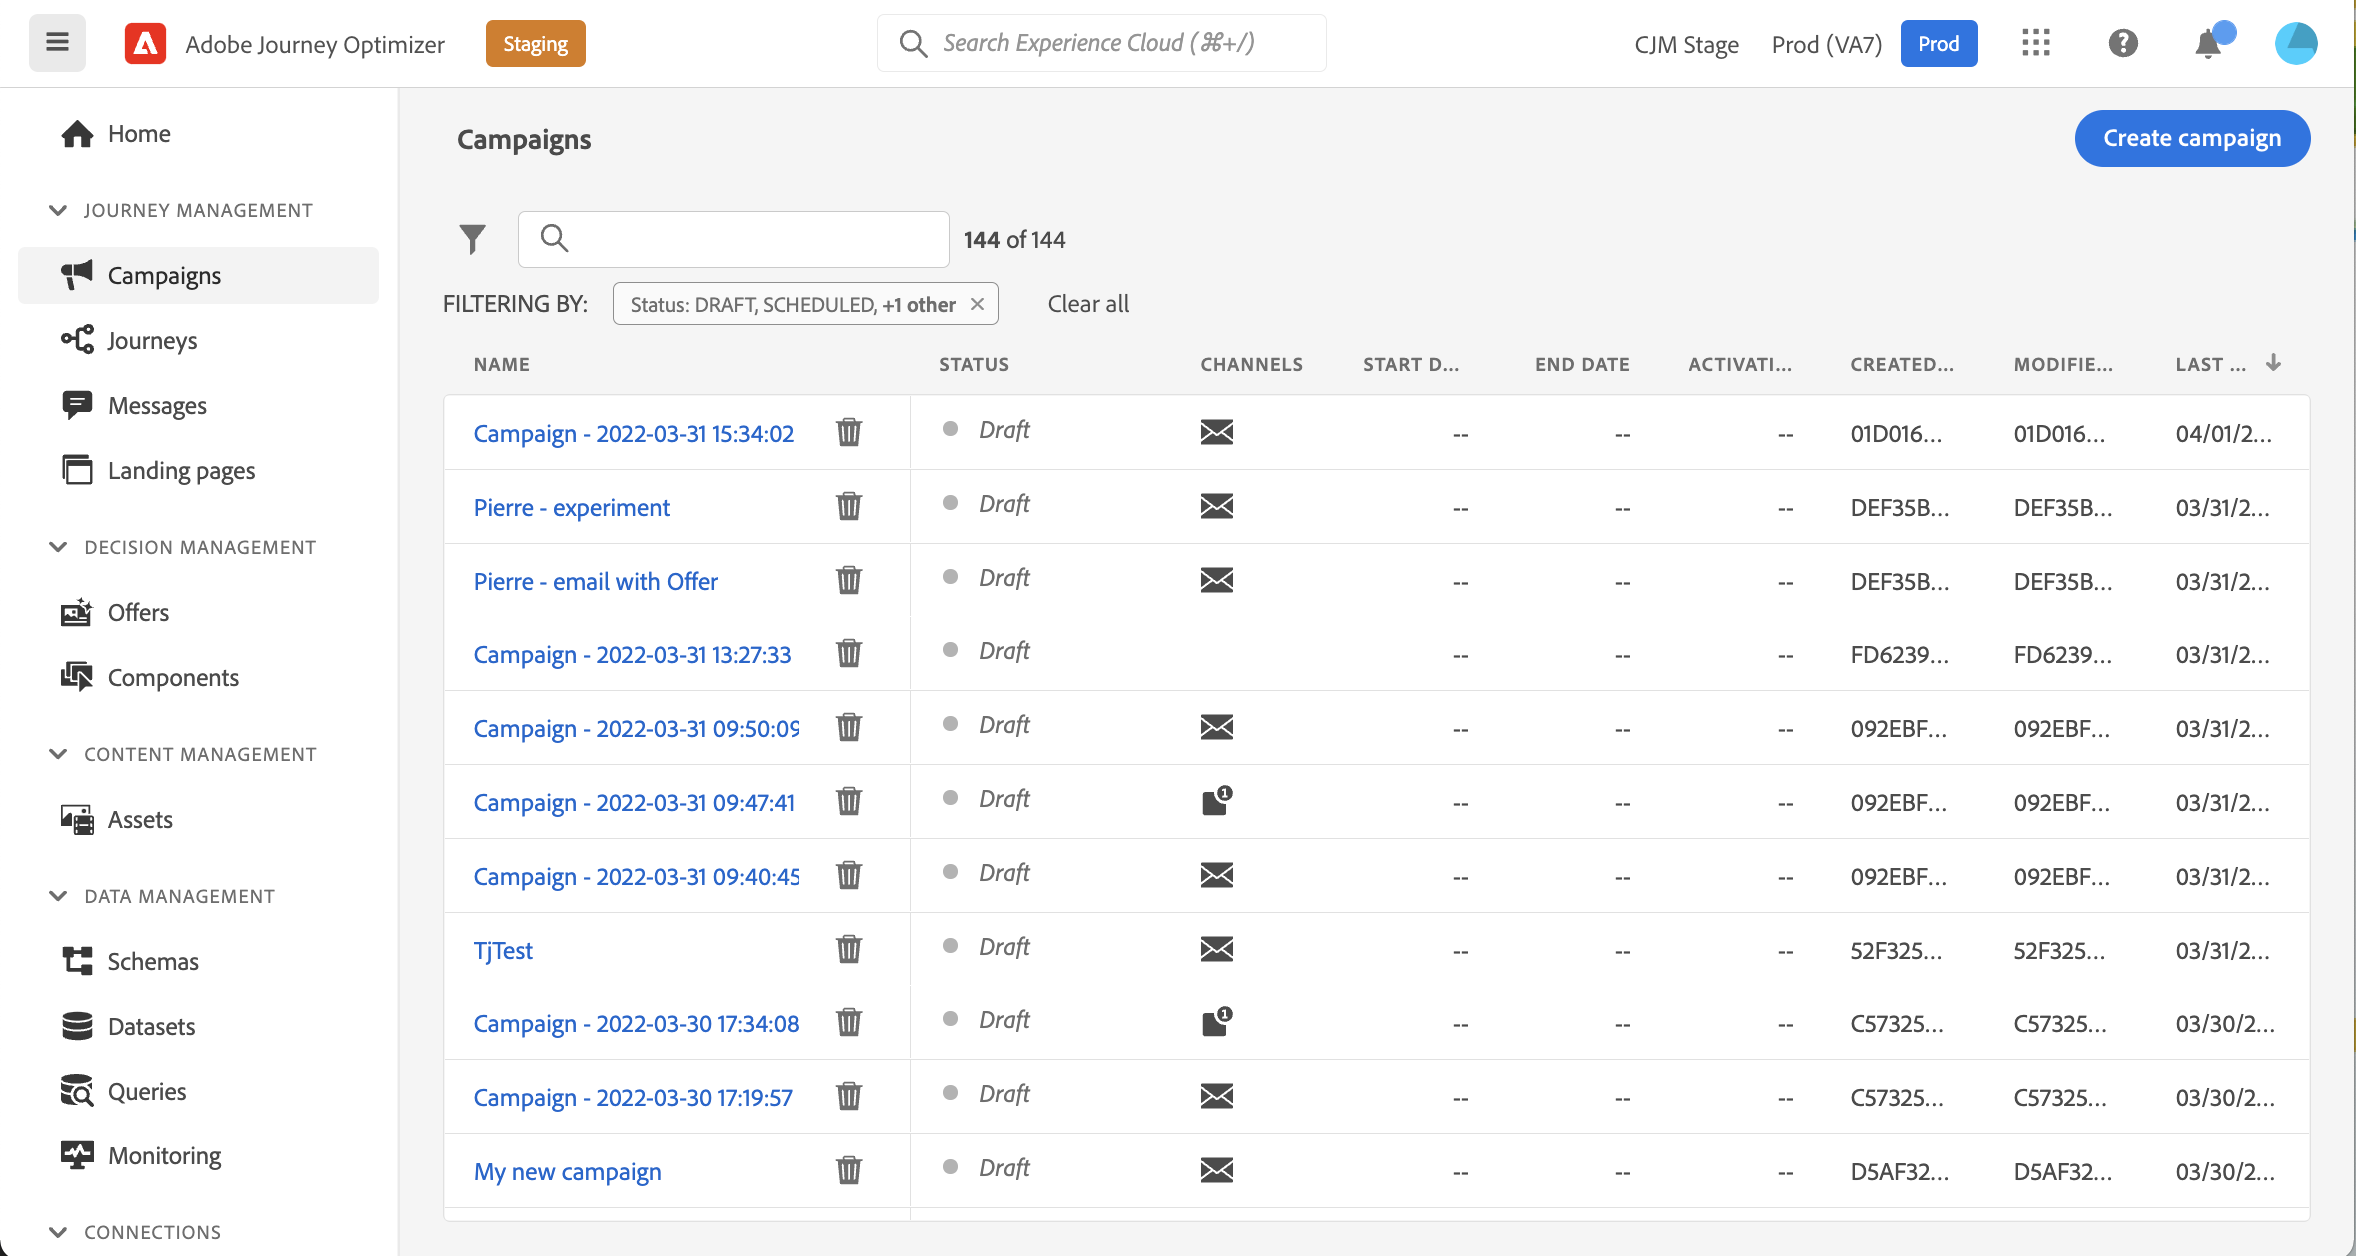 Adobe Journey Optimizer
Staging
Search Experience Cloud (⌘+/)
CJM Stage
Prod (VA7)
Prod
Home
JOURNEY MANAGEMENT
Campaigns
Journeys
Messages
Landing pages
DECISION MANAGEMENT
Offers
Components
CONTENT MANAGEMENT
Assets
DATA MANAGEMENT
Schemas
Datasets
Queries
Monitoring
CONNECTIONS
Campaigns
Create campaign
144 of 144
FILTERING BY: Status: DRAFT, SCHEDULED, +1 other Clear all
NAME STATUS CHANNELS START D... END DATE ACTIVATI... CREATED... MODIFIE... LAST ...
Campaign - 2022-03-31 15:34:02 Draft -- -- -- 01D016... 01D016... 04/01/2...
Pierre - experiment Draft -- -- -- DEF35B... DEF35B... 03/31/2...
Pierre - email with Offer Draft -- -- -- DEF35B... DEF35B... 03/31/2...
Campaign - 2022-03-31 13:27:33 Draft -- -- -- FD6239... FD6239... 03/31/2...
Campaign - 2022-03-31 09:50:09 Draft -- -- -- 092EBF... 092EBF... 03/31/2...
Campaign - 2022-03-31 09:47:41 Draft 1 -- -- -- 092EBF... 092EBF... 03/31/2...
Campaign - 2022-03-31 09:40:45 Draft -- -- -- 092EBF... 092EBF... 03/31/2...
TjTest Draft -- -- -- 52F325... 52F325... 03/31/2...
Campaign - 2022-03-30 17:34:08 Draft 1 -- -- -- C57325... C57325... 03/30/2...
Campaign - 2022-03-30 17:19:57 Draft -- -- -- C57325... C57325... 03/30/2...
My new campaign Draft -- -- -- D5AF32... D5AF32... 03/30/2...